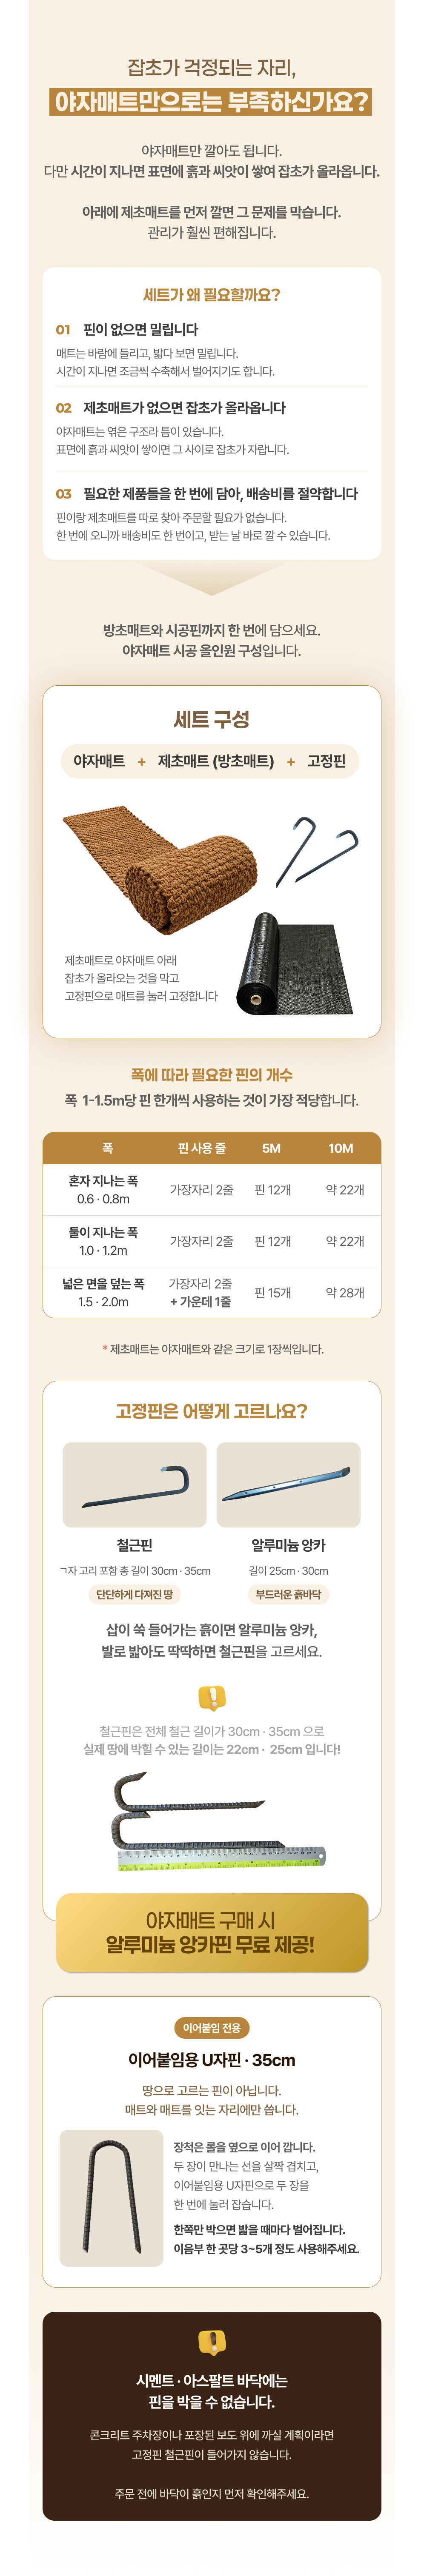 잡초가 걱정되는 자리,
야자매트만으로는 부족하신가요?
야자매트만 깔아도 됩니다.
다만 시간이 지나면 표면에 흙과 씨앗이 쌓여 잡초가 올라옵니다.
아래에 제초매트를 먼저 깔면 그 문제를 막습니다.
관리가 훨씬 편해집니다.
세트가 왜 필요할까요?
01 핀이 없으면 밀립니다
매트는 바람에 들리고, 밟다 보면 밀립니다.
시간이 지나면 조금씩 수축해서 벌어지기도 합니다.
02 제초매트가 없으면 잡초가 올라옵니다
야자매트는 엮은 구조라 틈이 있습니다.
표면에 흙과 씨앗이 쌓이면 그 사이로 잡초가 자랍니다.
03 필요한 제품들을 한 번에 담아, 배송비를 절약합니다
핀이랑 제초매트를 따로 찾아 주문할 필요가 없습니다.
한 번에 오니까 배송비도 한 번이고, 받는 날 바로 깔 수 있습니다.
방초매트와 시공핀까지 한 번에 담으세요.
야자매트 시공 올인원 구성입니다.
세트 구성
야자매트 + 제초매트 (방초매트) + 고정핀
제초매트로 야자매트 아래
잡초가 올라오는 것을 막고
고정핀으로 매트를 눌러 고정합니다
폭에 따라 필요한 핀의 개수
폭 1-1.5m당 핀 한개씩 사용하는 것이 가장 적당합니다.
폭 핀 사용 줄 5M 10M
혼자 지나는 폭
0.6 · 0.8m 가장자리 2줄 핀 12개 약 22개
둘이 지나는 폭
1.0 · 1.2m 가장자리 2줄 핀 12개 약 22개
넓은 면을 덮는 폭 가장자리 2줄
1.5 · 2.0m + 가운데 1줄 핀 15개 약 28개
* 제초매트는 야자매트와 같은 크기로 1장씩입니다.
고정핀은 어떻게 고르나요?
철근핀 알루미늄 앙카
ㄱ자 고리 포함 총 길이 30cm · 35cm 길이 25cm · 30cm
단단하게 다져진 땅 부드러운 흙바닥
삽이 쑥 들어가는 흙이면 알루미늄 앙카,
발로 밟아도 딱딱하면 철근핀을 고르세요.
철근핀은 전체 철근 길이가 30cm · 35cm 으로
실제 땅에 박힐 수 있는 길이는 22cm · 25cm 입니다!
야자매트 구매 시
알루미늄 앙카핀 무료 제공!
이어붙임 전용
이어붙임용 U자핀 · 35cm
땅으로 고르는 핀이 아닙니다.
매트와 매트를 잇는 자리에만 씁니다.
장척은 롤을 옆으로 이어 깝니다.
두 장이 만나는 선을 살짝 겹치고,
이어붙임용 U자핀으로 두 장을
한 번에 눌러 잡습니다.
한쪽만 박으면 밟을 때마다 벌어집니다.
이음부 한 곳당 3~5개 정도 사용해주세요.
시멘트 · 아스팔트 바닥에는
핀을 박을 수 없습니다.
콘크리트 주차장이나 포장된 보도 위에 까실 계획이라면
고정핀 철근핀이 들어가지 않습니다.
주문 전에 바닥이 흙인지 먼저 확인해주세요.